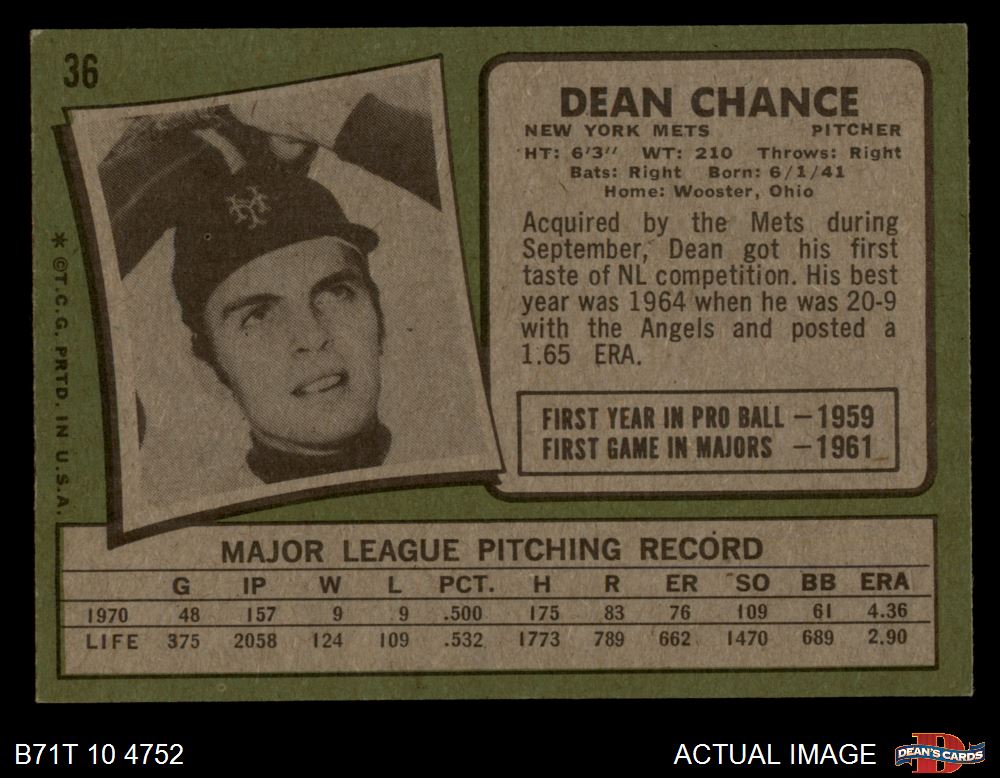 36
DEAN CHANCE
NEW YORK METS PITCHER
HT: 6'3" WT: 210 Throws: Right
Bats: Right Born: 6/1/41
Home: Wooster, Ohio
Acquired by the Mets during
September, Dean got his first
taste of NL competition. His best
year was 1964 when he was 20-9
with the Angels and posted a
1.65 ERA.
FIRST YEAR IN PRO BALL — 1959
FIRST GAME IN MAJORS — 1961
NY
* © T.C.G. PRTD. IN U.S.A.
MAJOR LEAGUE PITCHING RECORD
G IP W L PCT. H R ER SO BB ERA
1970 48 157 9 9 .500 175 83 76 109 61 4.36
LIFE 375 2058 124 109 .532 1773 789 662 1470 689 2.90
B71T 10 4752
ACTUAL IMAGE
D
DEAN'S CARDS